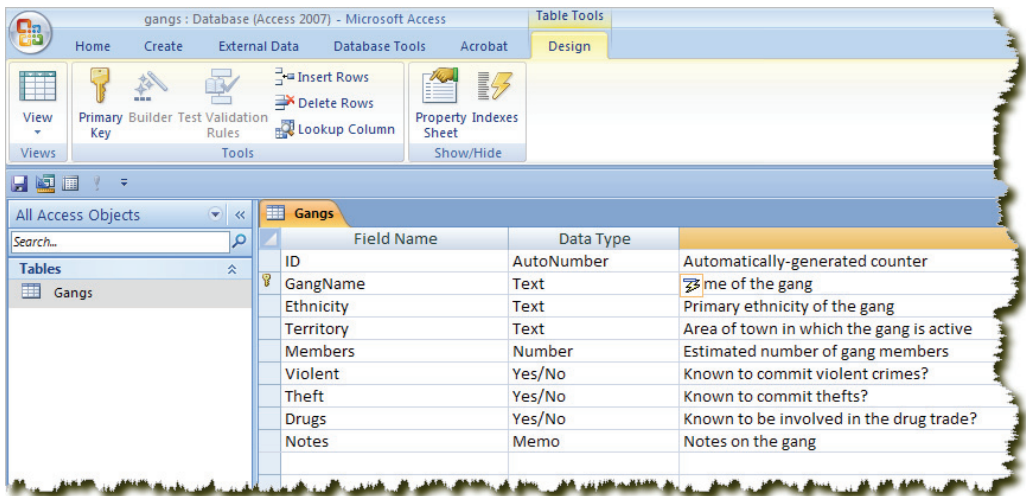 gangs : Database (Access 2007) - Microsoft Access
Table Tools
Home Create External Data Database Tools Acrobat Design
View
Primary Key
Builder
Test Validation Rules
Insert Rows
Delete Rows
Lookup Column
Property Sheet
Indexes
Views
Tools
Show/Hide
All Access Objects
Search...
Tables
Gangs
Gangs
Field Name Data Type
ID AutoNumber Automatically-generated counter
GangName Text me of the gang
Ethnicity Text Primary ethnicity of the gang
Territory Text Area of town in which the gang is active
Members Number Estimated number of gang members
Violent Yes/No Known to commit violent crimes?
Theft Yes/No Known to commit thefts?
Drugs Yes/No Known to be involved in the drug trade?
Notes Memo Notes on the gang